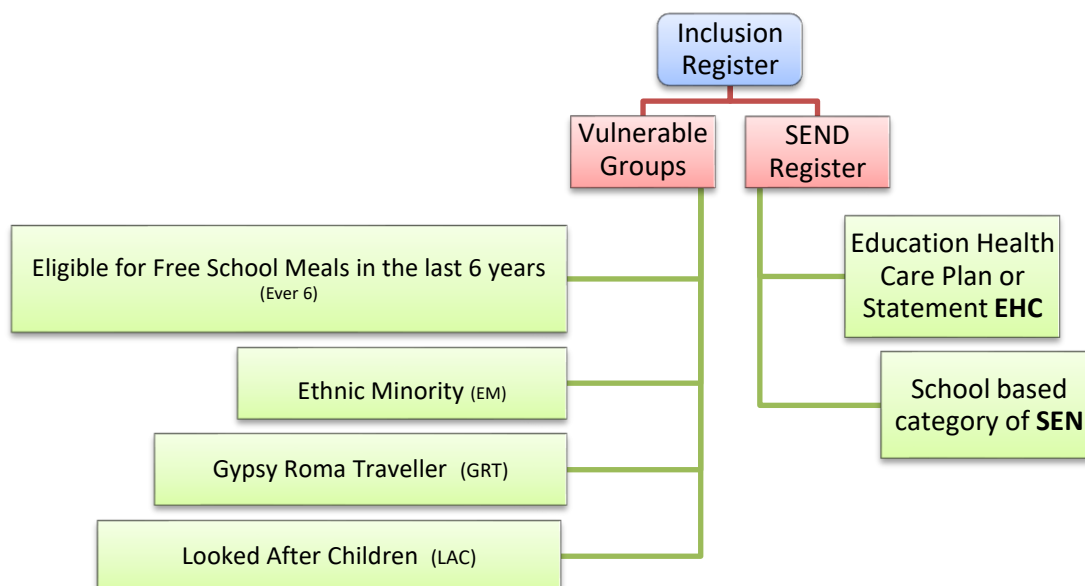 Inclusion
Register
Vulnerable
Groups
SEND
Register
Eligible for Free School Meals in the last 6 years
(Ever 6)
Ethnic Minority (EM)
Gypsy Roma Traveller (GRT)
Looked After Children (LAC)
Education Health
Care Plan or
Statement EHC
School based
category of SEN